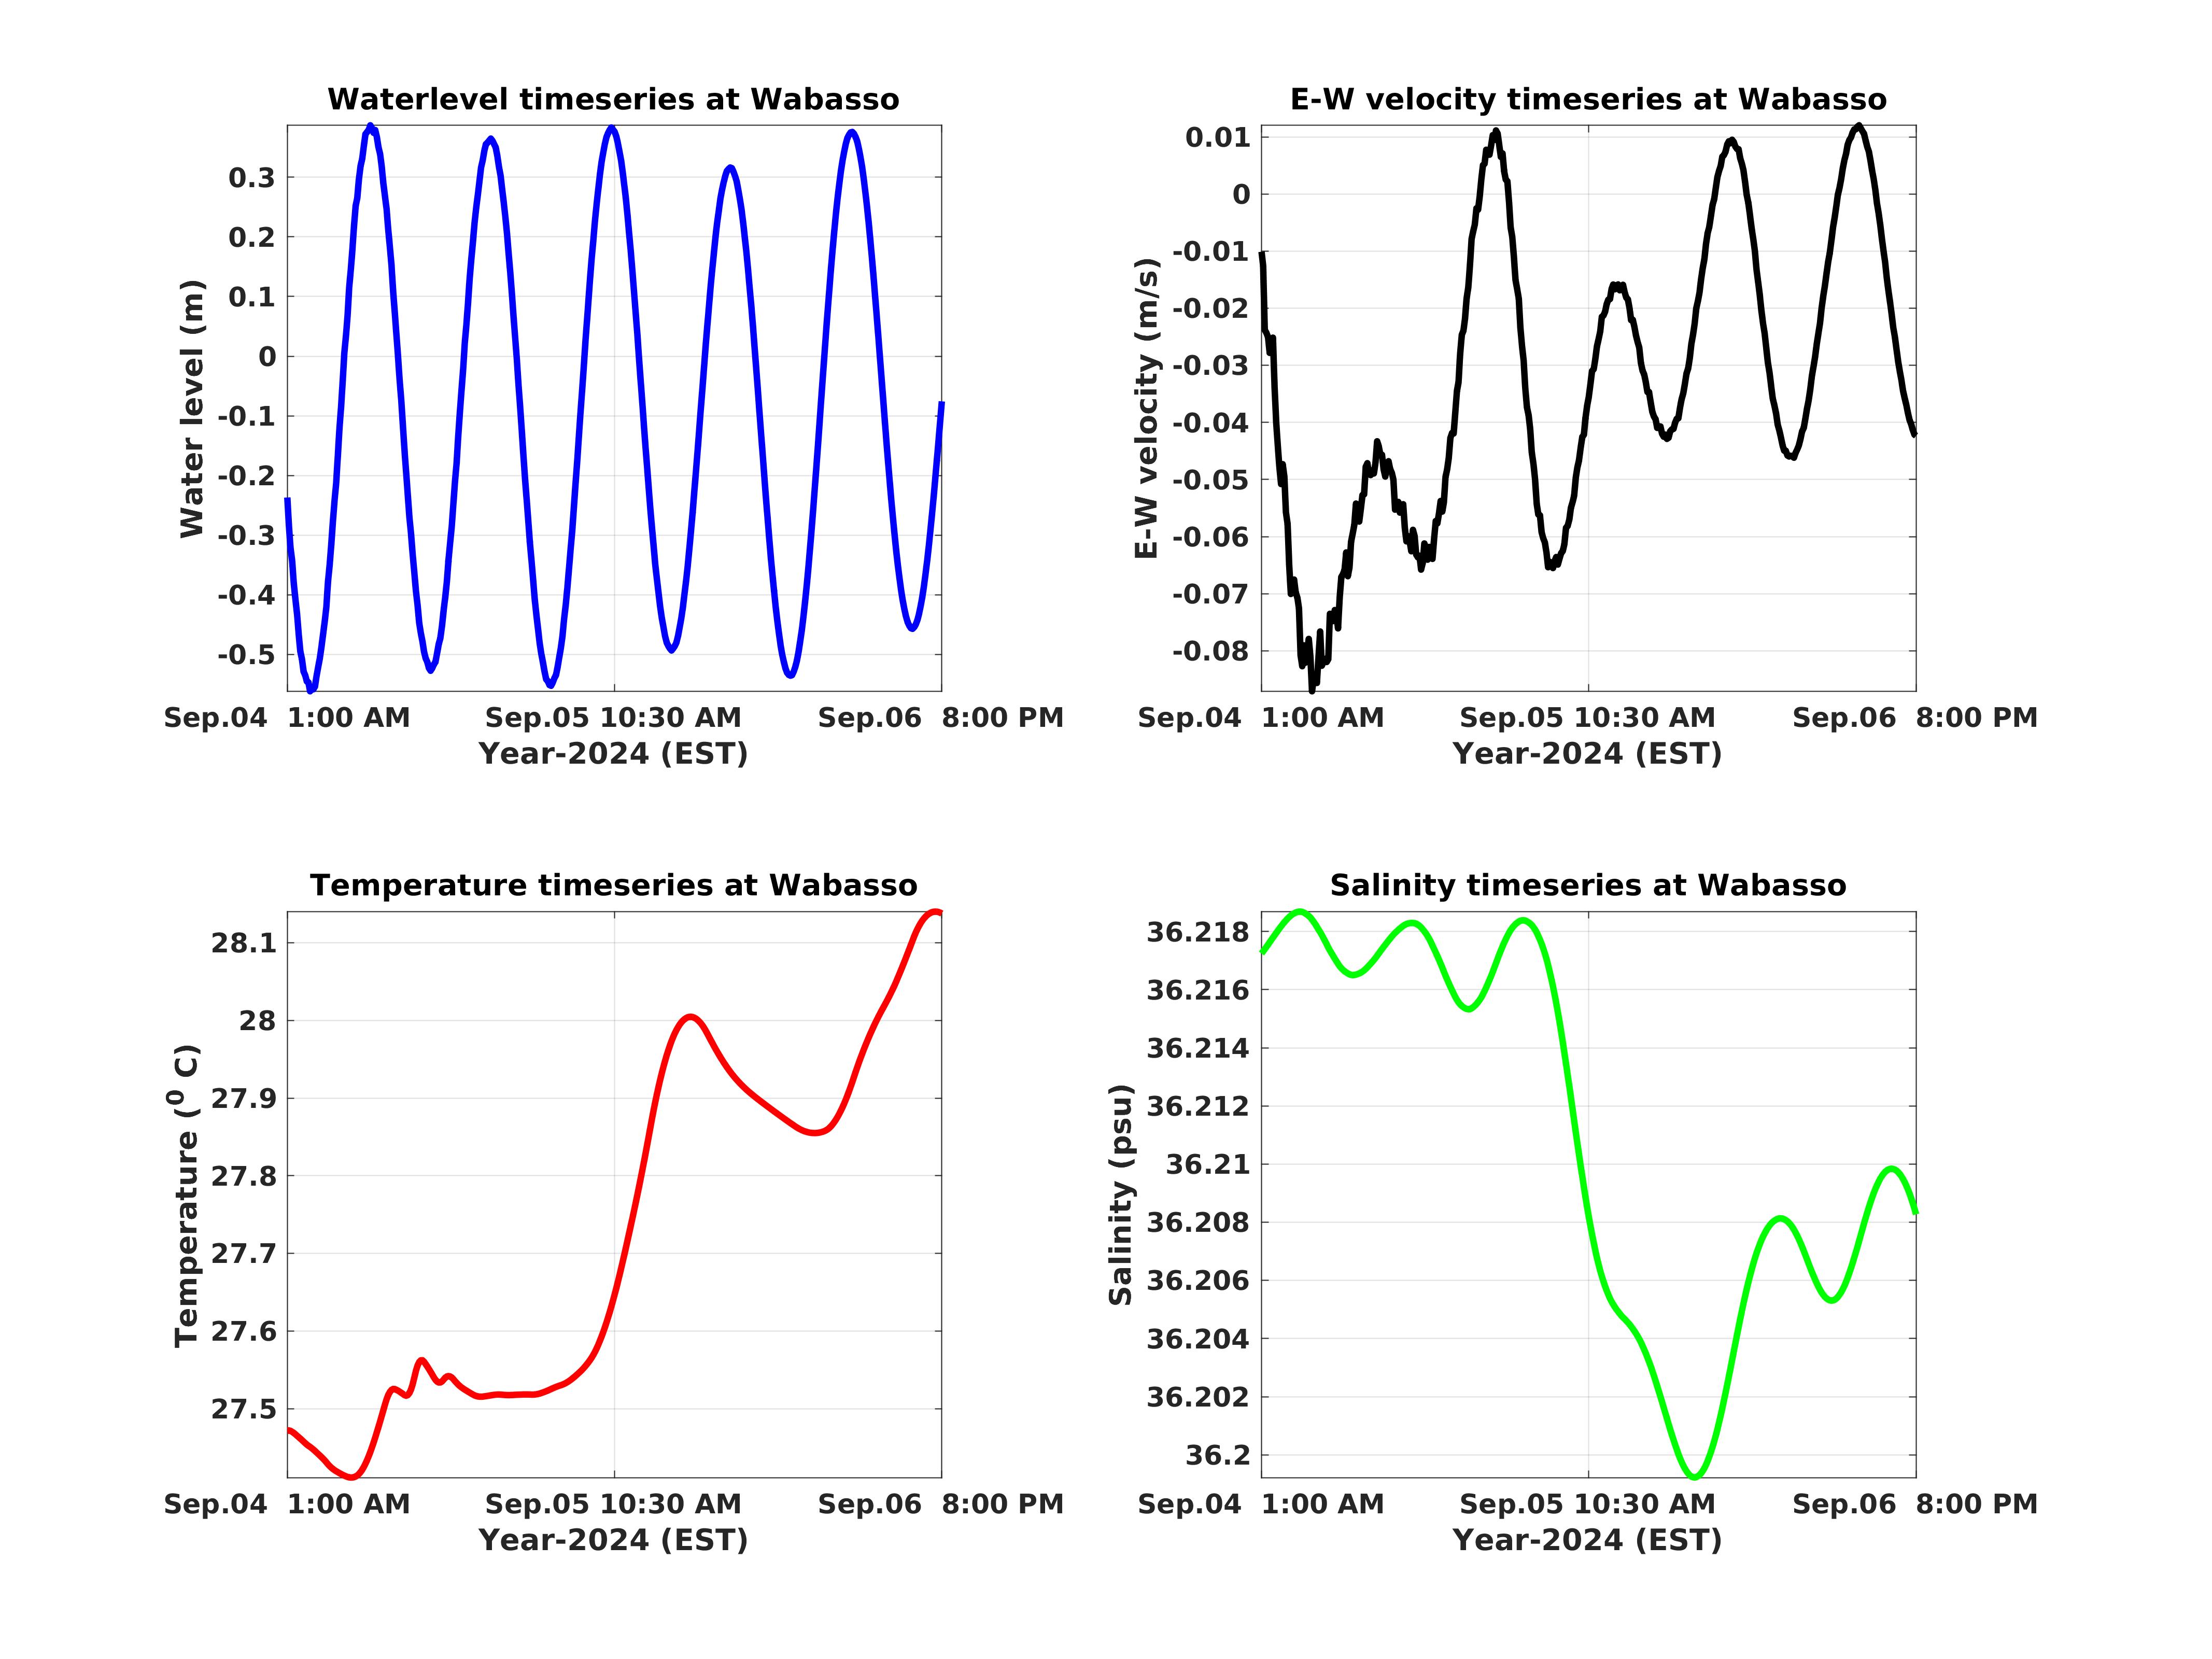 Waterlevel timeseries at Wabasso
0.3
0.2
0.1
0
-0.1
-0.2
-0.3
-0.4
-0.5
Water level (m)
Sep.04 1:00 AM Sep.05 10:30 AM Sep.06 8:00 PM
Year-2024 (EST)
E-W velocity timeseries at Wabasso
0.01
0
-0.01
-0.02
-0.03
-0.04
-0.05
-0.06
-0.07
-0.08
E-W velocity (m/s)
Sep.04 1:00 AM Sep.05 10:30 AM Sep.06 8:00 PM
Year-2024 (EST)
Temperature timeseries at Wabasso
28.1
28
27.9
27.8
27.7
27.6
27.5
Temperature (⁰ C)
Sep.04 1:00 AM Sep.05 10:30 AM Sep.06 8:00 PM
Year-2024 (EST)
Salinity timeseries at Wabasso
36.218
36.216
36.214
36.212
36.21
36.208
36.206
36.204
36.202
36.2
Salinity (psu)
Sep.04 1:00 AM Sep.05 10:30 AM Sep.06 8:00 PM
Year-2024 (EST)